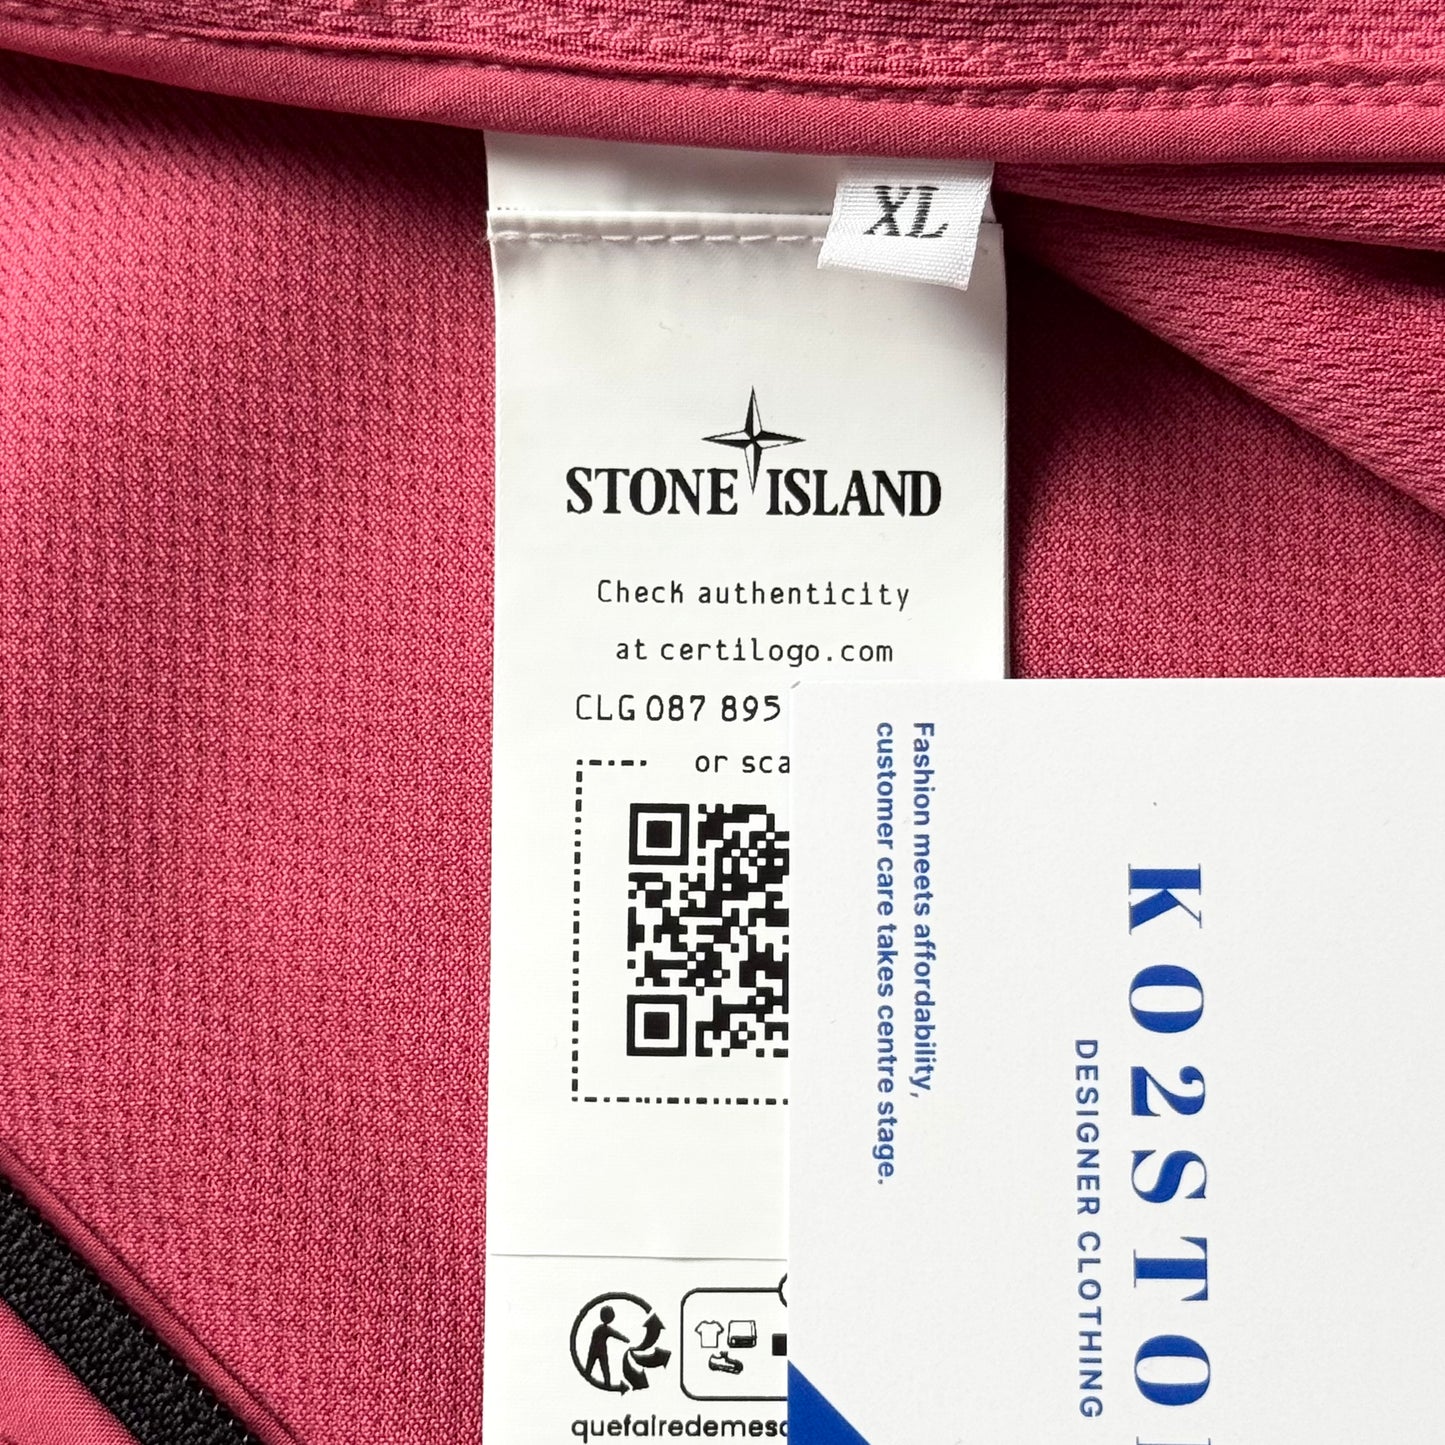 XL
STONE ISLAND
Check authenticity
at certilogo.com
CLG 087 895
or sca
quefairedemesd
Fashion meets affordability,
customer care takes centre stage.
KO2STO
DESIGNER CLOTHING